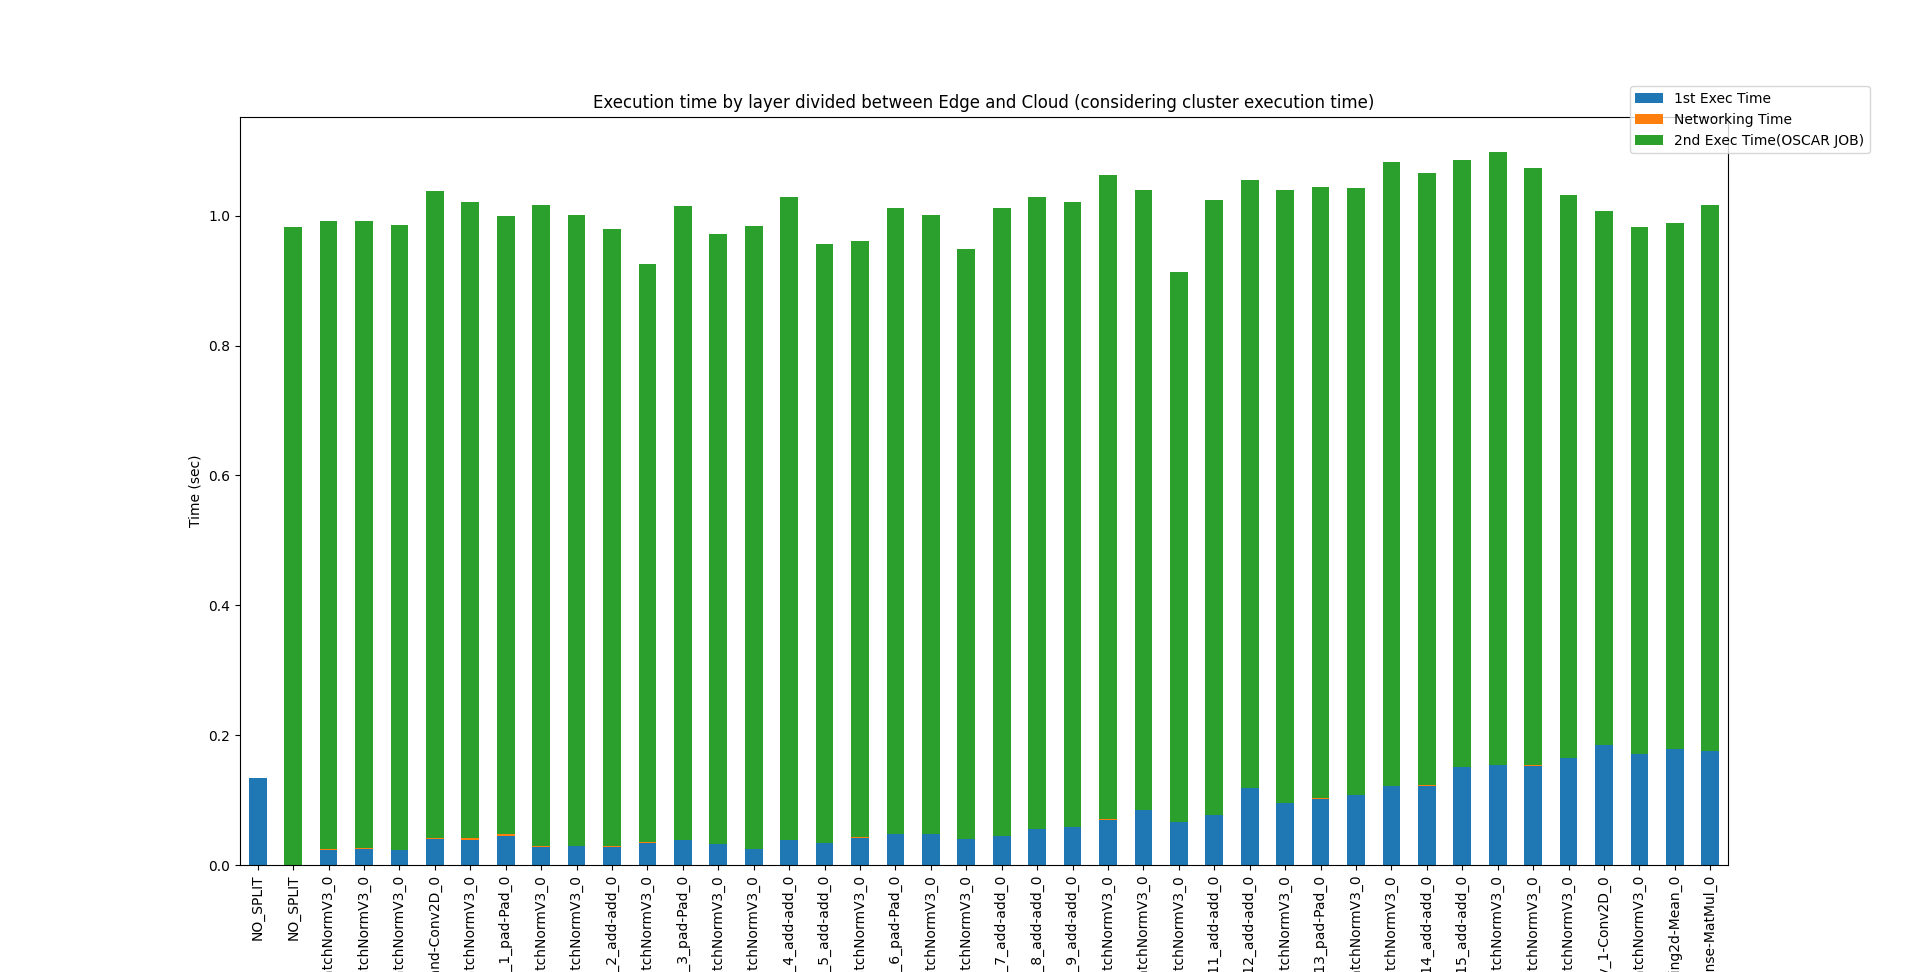 Execution time by layer divided between Edge and Cloud (considering cluster execution time)
1st Exec Time
Networking Time
2nd Exec Time(OSCAR JOB)
Time (sec)
1.0
0.8
0.6
0.4
0.2
0.0
NO_SPLIT
NO_SPLIT
tchNormV3_0
tchNormV3_0
tchNormV3_0
and-Conv2D_0
tchNormV3_0
_1_pad-Pad_0
tchNormV3_0
tchNormV3_0
_2_add-add_0
tchNormV3_0
_3_pad-Pad_0
tchNormV3_0
tchNormV3_0
_4_add-add_0
_5_add-add_0
tchNormV3_0
_6_pad-Pad_0
tchNormV3_0
tchNormV3_0
_7_add-add_0
_8_add-add_0
_9_add-add_0
tchNormV3_0
tchNormV3_0
tchNormV3_0
11_add-add_0
12_add-add_0
tchNormV3_0
13_pad-Pad_0
tchNormV3_0
tchNormV3_0
14_add-add_0
15_add-add_0
tchNormV3_0
tchNormV3_0
tchNormV3_0
_1-Conv2D_0
tchNormV3_0
ing2d-Mean_0
nse-MatMul_0